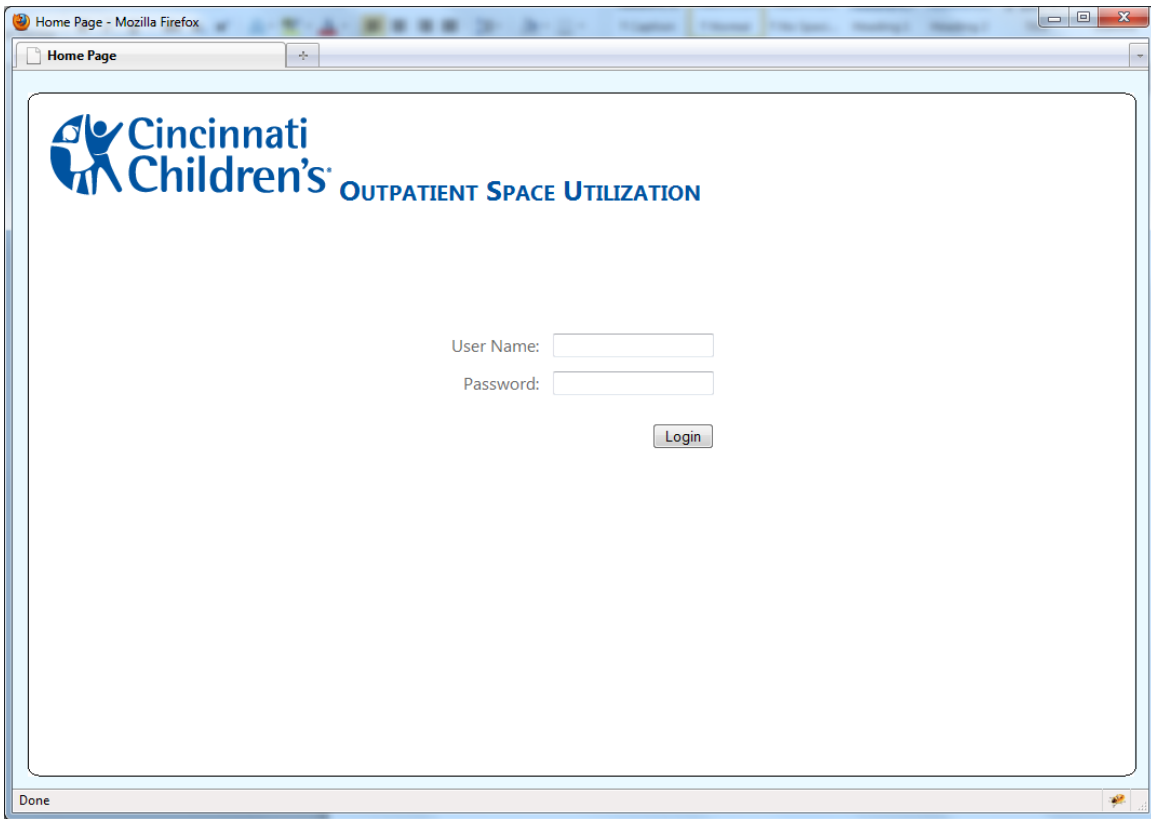 Home Page - Mozilla Firefox
Home Page
Cincinnati
Children's
OUTPATIENT SPACE UTILIZATION
User Name:
Password:
Login
Done